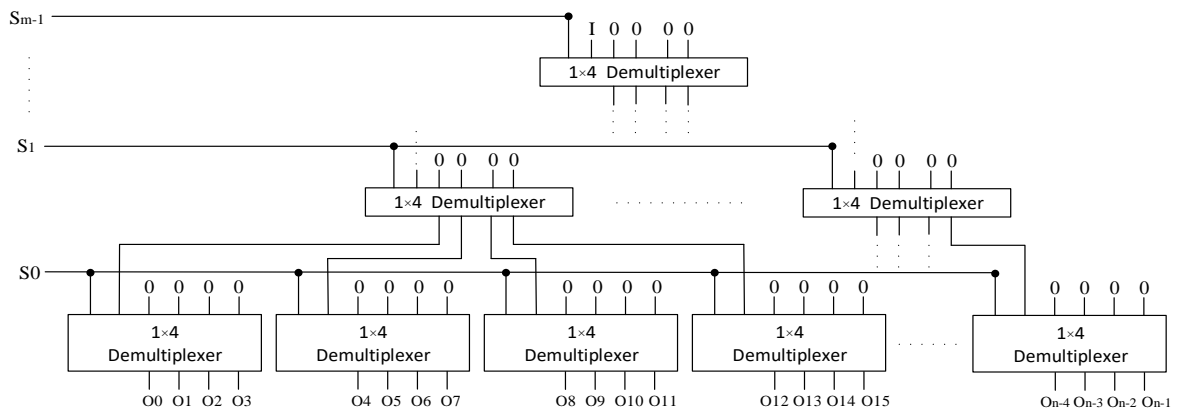 Sm-1
I 0 0 0 0
1×4 Demultiplexer
S1
0 0 0 0
0 0 0 0
1×4 Demultiplexer
1×4 Demultiplexer
S0
0 0 0 0
0 0 0 0
0 0 0 0
0 0 0 0
0 0 0 0
1×4
Demultiplexer
1×4
Demultiplexer
1×4
Demultiplexer
1×4
Demultiplexer
1×4
Demultiplexer
O0 O1 O2 O3
O4 O5 O6 O7
O8 O9 O10 O11
O12 O13 O14 O15
On-4 On-3 On-2 On-1